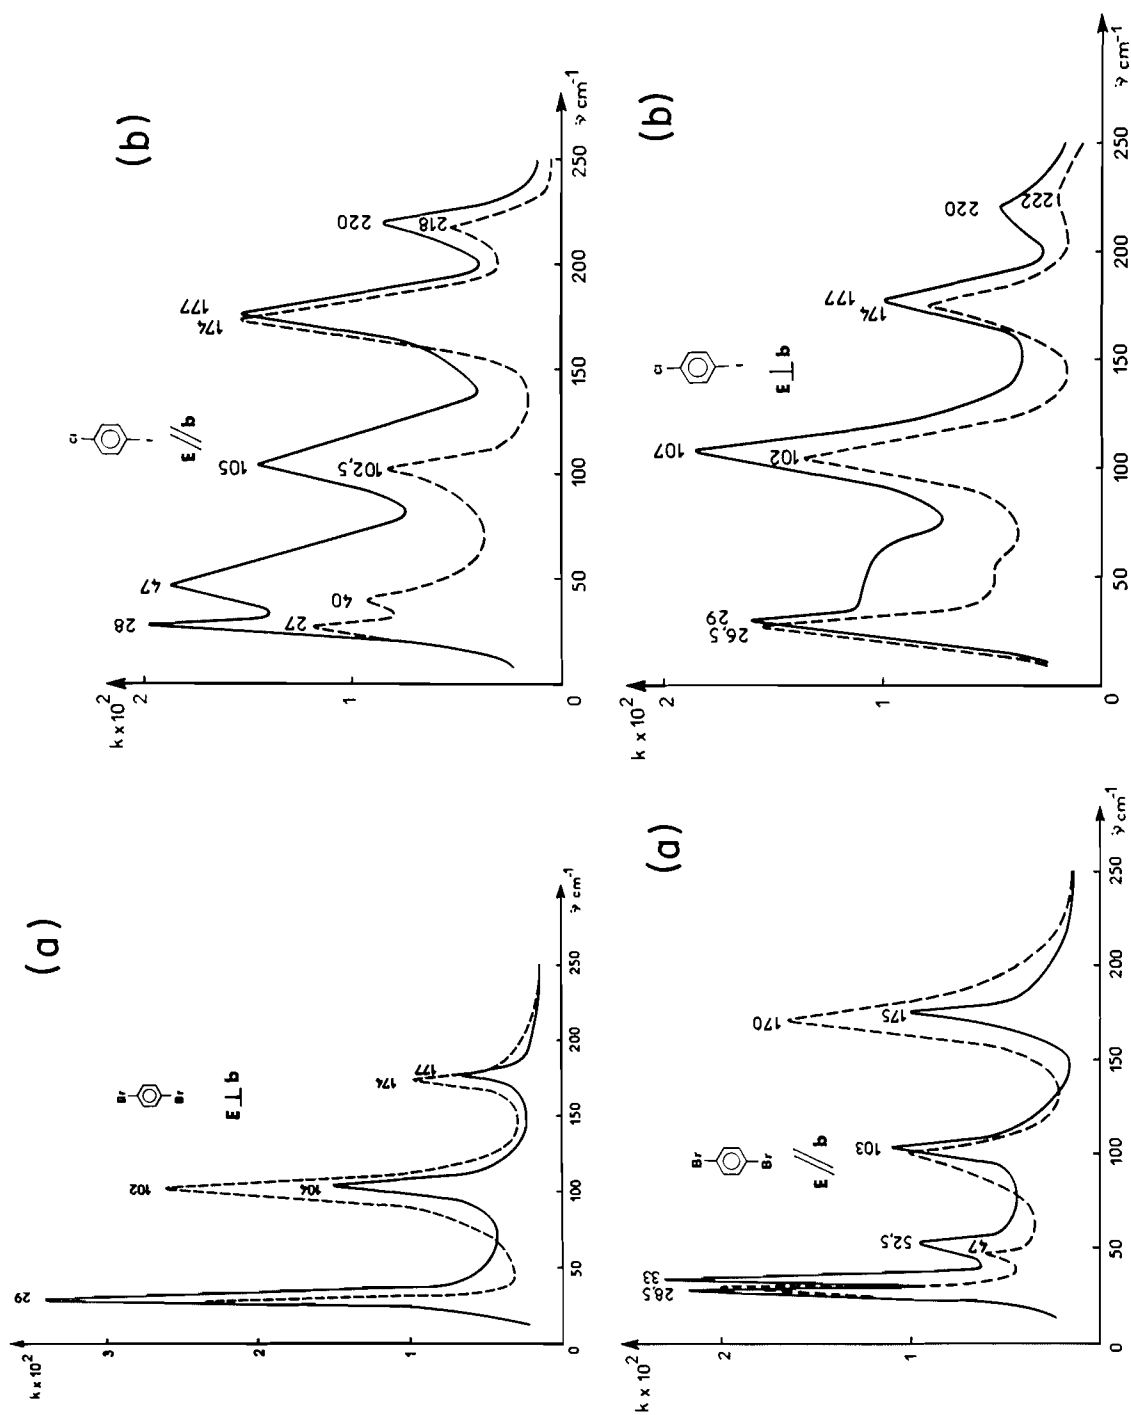 (a)
k x 10²
3
2
1
0
50
100
150
200
250
ν cm⁻¹
Br
Br
E ⊥ b
29
102
104
174
177
(b)
k x 10²
2
1
0
50
100
150
200
250
ν cm⁻¹
Cl
E // b
28
47
27
40
105
102,5
177
174
220
218
(a)
k x 10²
2
1
0
50
100
150
200
250
ν cm⁻¹
Br
Br
E // b
28,5
33
52,5
47
103
170
175
(b)
k x 10²
2
1
0
50
100
150
200
250
ν cm⁻¹
Cl
E ⊥ b
29
26,5
107
102
177
174
220
222